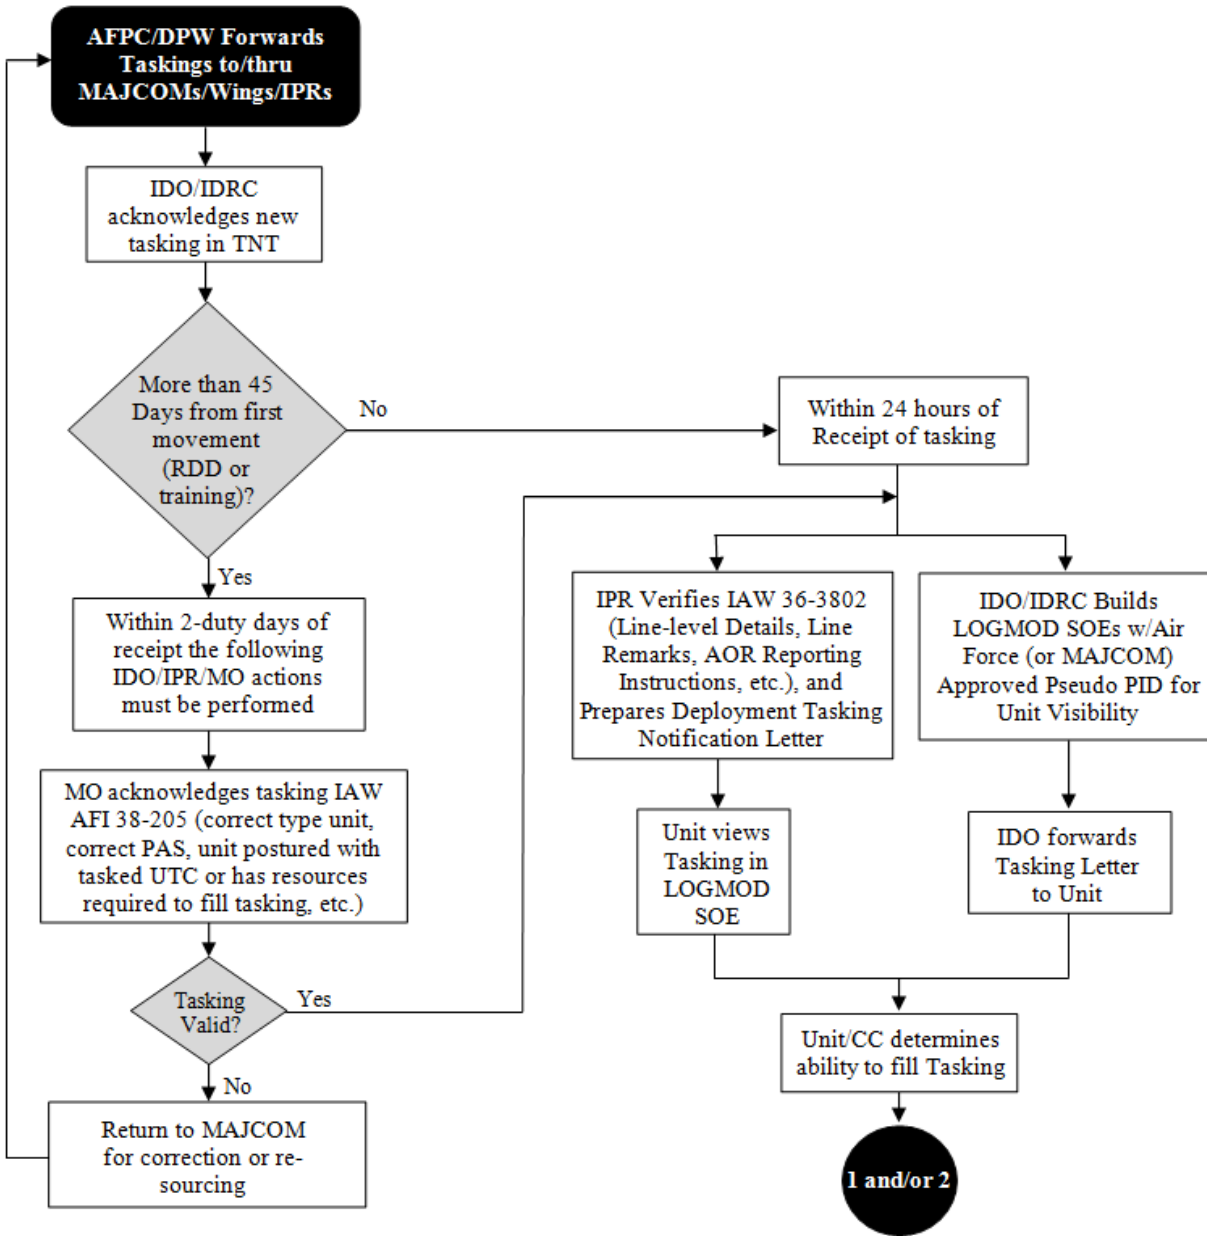 AFPC/DPW Forwards
Taskings to/thru
MAJCOMs/Wings/IPRs
IDO/IDRC
acknowledges new
tasking in TNT
More than 45
Days from first
movement
(RDD or
training)?
No
Within 24 hours of
Receipt of tasking
Yes
Within 2-duty days of
receipt the following
IDO/IPR/MO actions
must be performed
IPR Verifies IAW 36-3802
(Line-level Details, Line
Remarks, AOR Reporting
Instructions, etc.), and
Prepares Deployment Tasking
Notification Letter
IDO/IDRC Builds
LOGMOD SOEs w/Air
Force (or MAJCOM)
Approved Pseudo PID for
Unit Visibility
MO acknowledges tasking IAW
AFI 38-205 (correct type unit,
correct PAS, unit postured with
tasked UTC or has resources
required to fill tasking, etc.)
Unit views
Tasking in
LOGMOD
SOE
IDO forwards
Tasking Letter
to Unit
Tasking
Valid?
Yes
Unit/CC determines
ability to fill Tasking
No
Return to MAJCOM
for correction or re-
sourcing
1 and/or 2